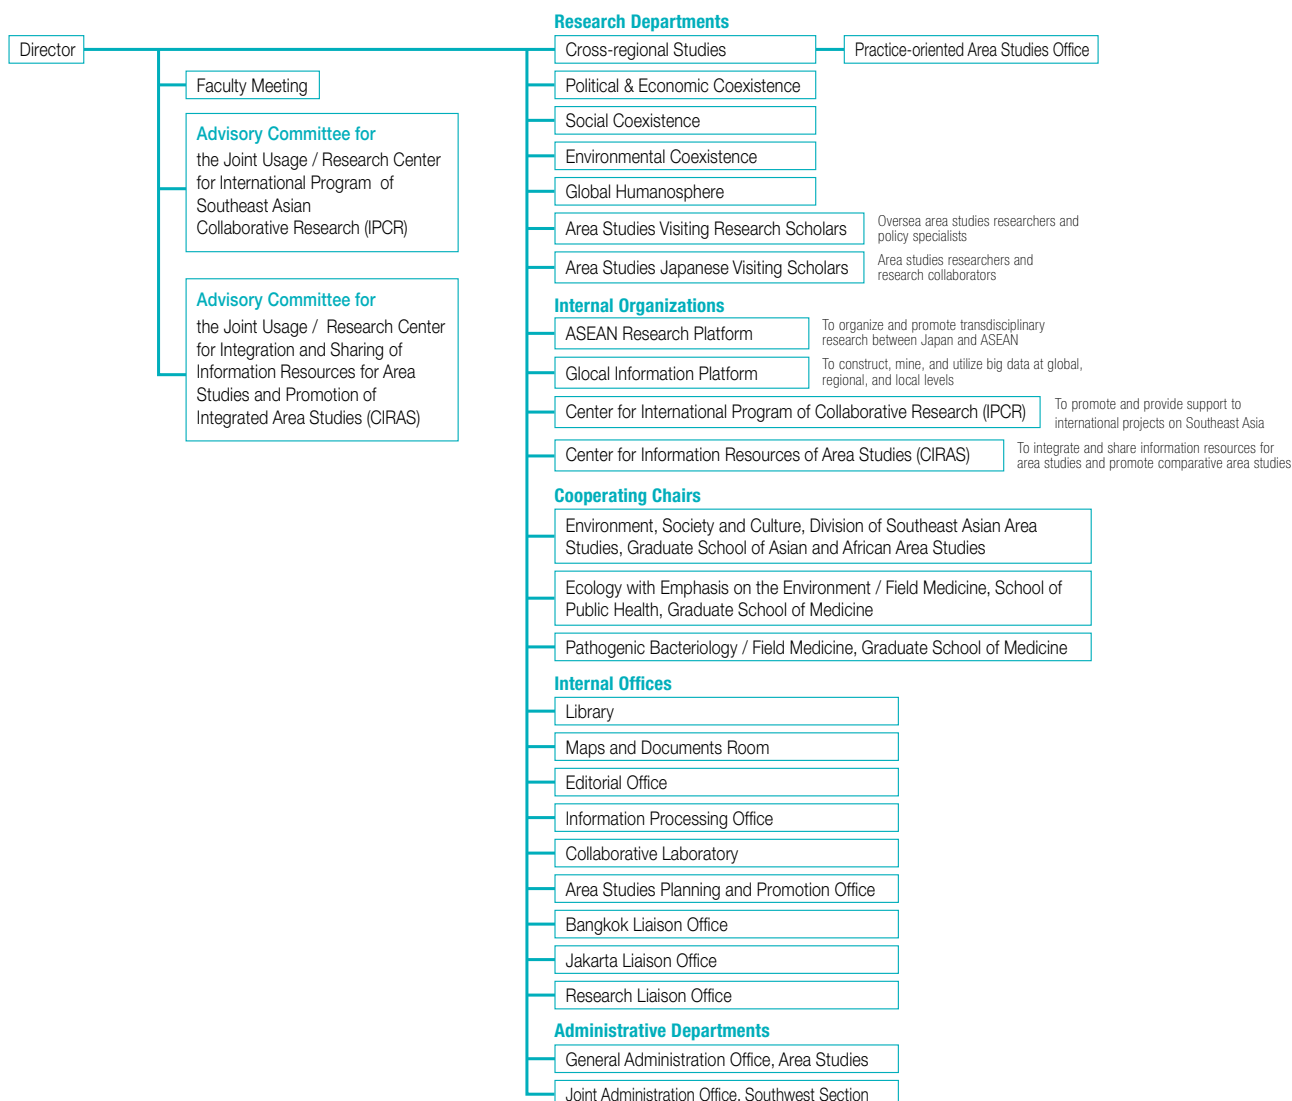 Director
Faculty Meeting
Advisory Committee for
the Joint Usage / Research Center
for International Program of
Southeast Asian
Collaborative Research (IPCR)
Advisory Committee for
the Joint Usage / Research Center
for Integration and Sharing of
Information Resources for Area
Studies and Promotion of
Integrated Area Studies (CIRAS)
Research Departments
Cross-regional Studies
Practice-oriented Area Studies Office
Political & Economic Coexistence
Social Coexistence
Environmental Coexistence
Global Humanosphere
Area Studies Visiting Research Scholars
Oversea area studies researchers and
policy specialists
Area Studies Japanese Visiting Scholars
Area studies researchers and
research collaborators
Internal Organizations
ASEAN Research Platform
To organize and promote transdisciplinary
research between Japan and ASEAN
Glocal Information Platform
To construct, mine, and utilize big data at global,
regional, and local levels
Center for International Program of Collaborative Research (IPCR)
To promote and provide support to
international projects on Southeast Asia
Center for Information Resources of Area Studies (CIRAS)
To integrate and share information resources for
area studies and promote comparative area studies
Cooperating Chairs
Environment, Society and Culture, Division of Southeast Asian Area
Studies, Graduate School of Asian and African Area Studies
Ecology with Emphasis on the Environment / Field Medicine, School of
Public Health, Graduate School of Medicine
Pathogenic Bacteriology / Field Medicine, Graduate School of Medicine
Internal Offices
Library
Maps and Documents Room
Editorial Office
Information Processing Office
Collaborative Laboratory
Area Studies Planning and Promotion Office
Bangkok Liaison Office
Jakarta Liaison Office
Research Liaison Office
Administrative Departments
General Administration Office, Area Studies
Joint Administration Office, Southwest Section